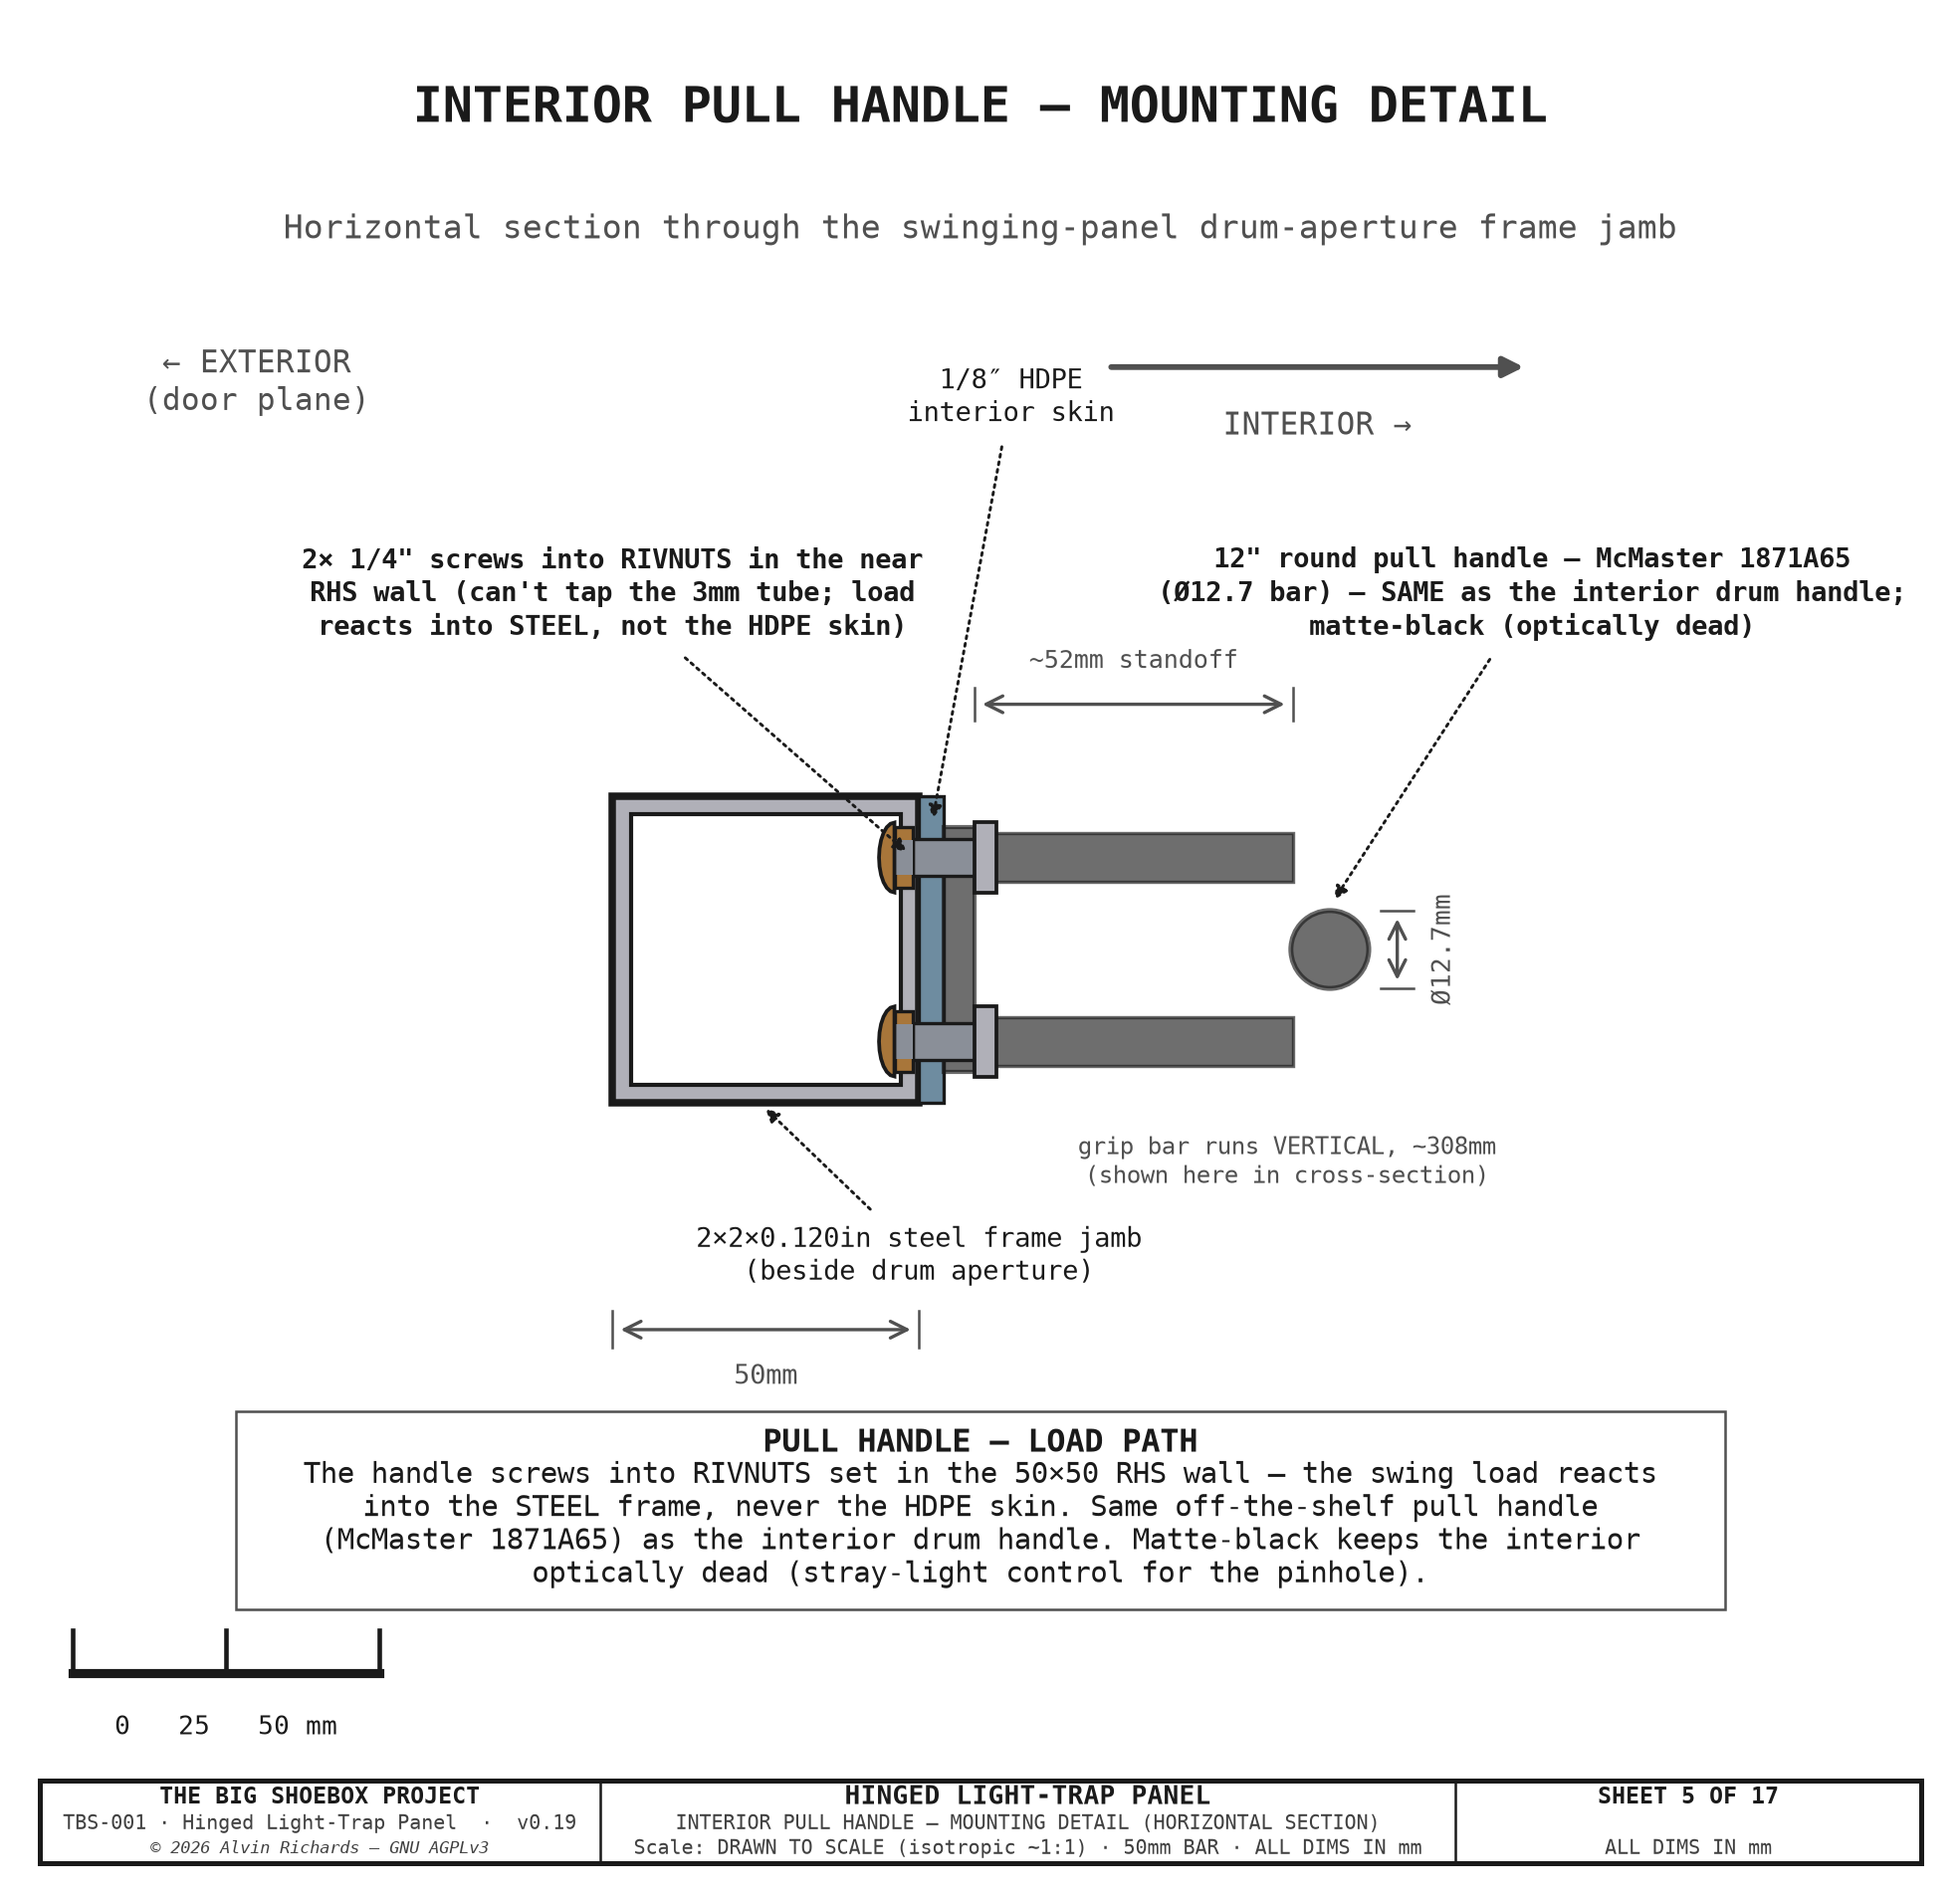 INTERIOR PULL HANDLE — MOUNTING DETAIL
Horizontal section through the swinging-panel drum-aperture frame jamb
← EXTERIOR
(door plane)
1/8″ HDPE
interior skin
INTERIOR →
2× 1/4" screws into RIVNUTS in the near
RHS wall (can't tap the 3mm tube; load
reacts into STEEL, not the HDPE skin)
12" round pull handle — McMaster 1871A65
(Ø12.7 bar) — SAME as the interior drum handle;
matte-black (optically dead)
~52mm standoff
Ø12.7mm
grip bar runs VERTICAL, ~308mm
(shown here in cross-section)
2×2×0.120in steel frame jamb
(beside drum aperture)
50mm
PULL HANDLE — LOAD PATH
The handle screws into RIVNUTS set in the 50×50 RHS wall — the swing load reacts
into the STEEL frame, never the HDPE skin. Same off-the-shelf pull handle
(McMaster 1871A65) as the interior drum handle. Matte-black keeps the interior
optically dead (stray-light control for the pinhole).
0 25 50 mm
THE BIG SHOEBOX PROJECT
TBS-001 · Hinged Light-Trap Panel · v0.19
© 2026 Alvin Richards — GNU AGPLv3
HINGED LIGHT-TRAP PANEL
INTERIOR PULL HANDLE — MOUNTING DETAIL (HORIZONTAL SECTION)
Scale: DRAWN TO SCALE (isotropic ~1:1) · 50mm BAR · ALL DIMS IN mm
SHEET 5 OF 17
ALL DIMS IN mm